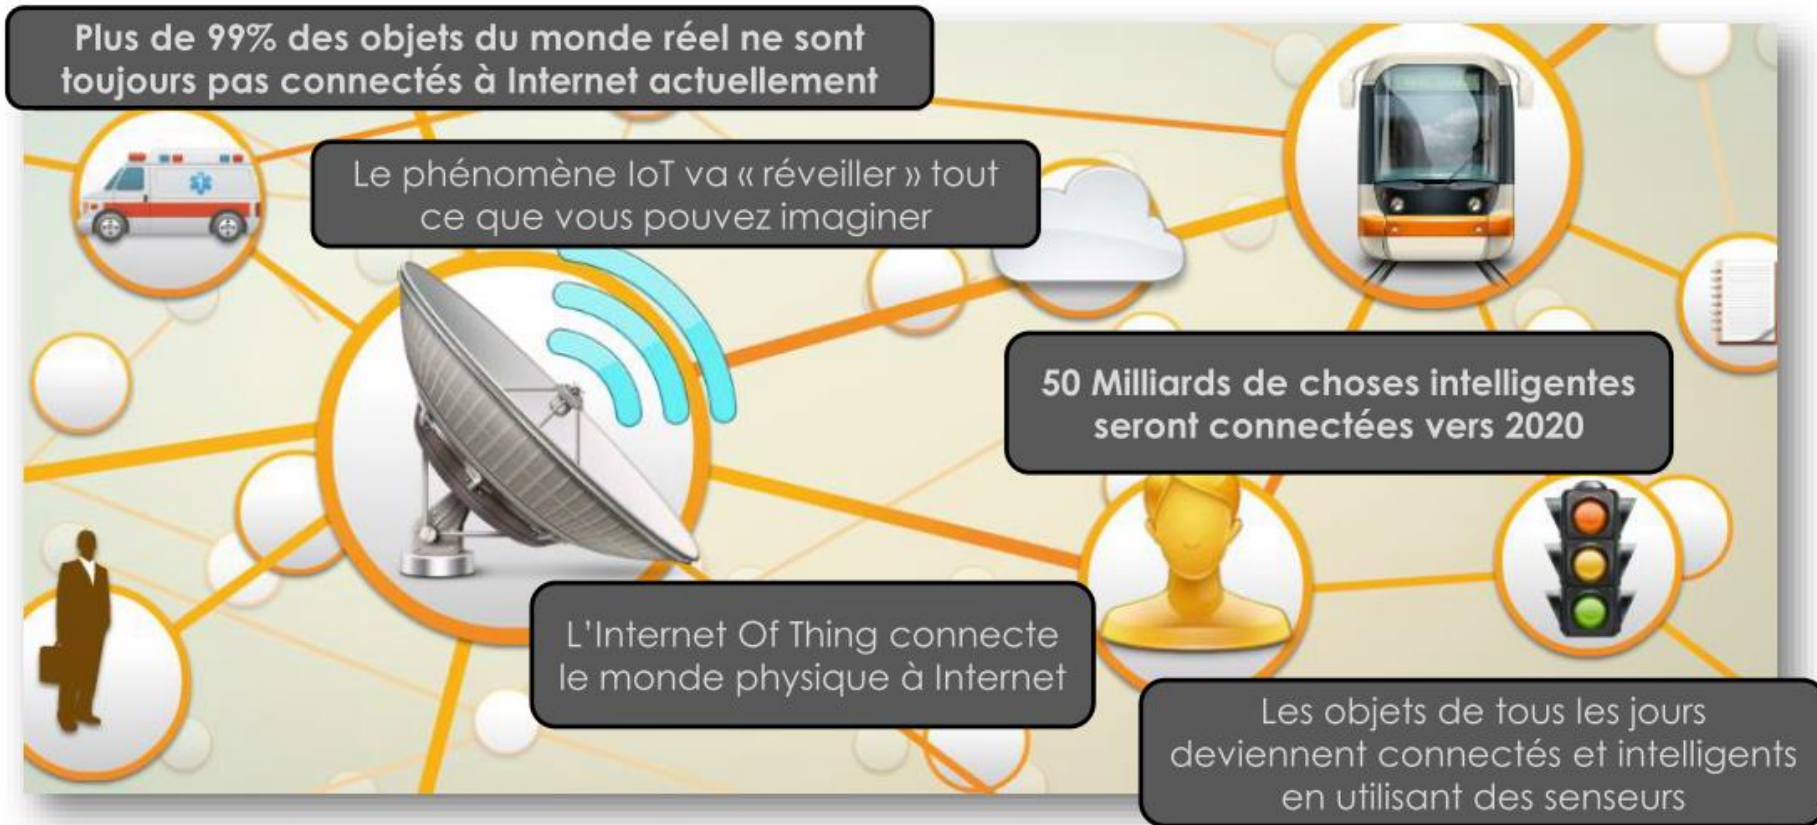 Plus de 99% des objets du monde réel ne sont
toujours pas connectés à Internet actuellement
Le phénomène IoT va « réveiller » tout
ce que vous pouvez imaginer
50 Milliards de choses intelligentes
seront connectées vers 2020
L'Internet Of Thing connecte
le monde physique à Internet
Les objets de tous les jours
deviennent connectés et intelligents
en utilisant des senseurs